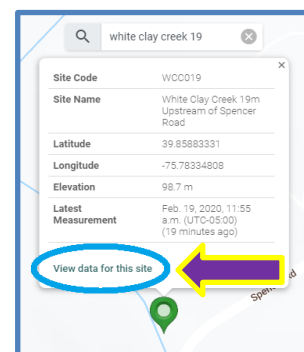 white clay creek 19
Site Code WCC019
Site Name White Clay Creek 19m
Upstream of Spencer
Road
Latitude 39.85883331
Longitude -75.78334808
Elevation 98.7 m
Latest Feb. 19, 2020, 11:55
Measurement a.m. (UTC-05:00)
(19 minutes ago)
View data for this site